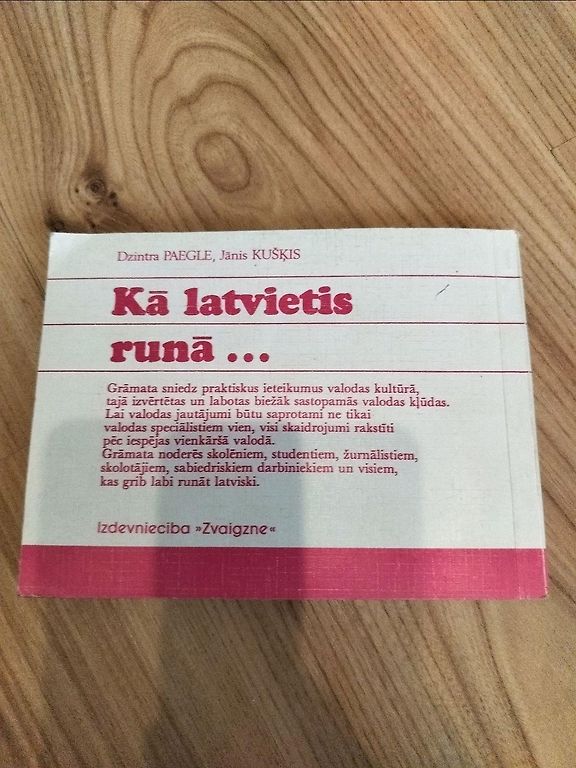 Dzintra PAEGLE, Jānis KUŠĶIS
Kā latvietis
runā...
Grāmata sniedz praktiskus ieteikumus valodas kultūrā,
tajā izvērtētas un labotas biežāk sastopamās valodas kļūdas.
Lai valodas jautājumi būtu saprotami ne tikai
valodas speciālistiem vien, visi skaidrojumi rakstīti
pēc iespējas vienkāršā valodā.
Grāmata noderēs skolēniem, studentiem, žurnālistiem,
skolotājiem, sabiedriskiem darbiniekiem un visiem,
kas grib labi runāt latviski.
Izdevniecība »Zvaigzne«